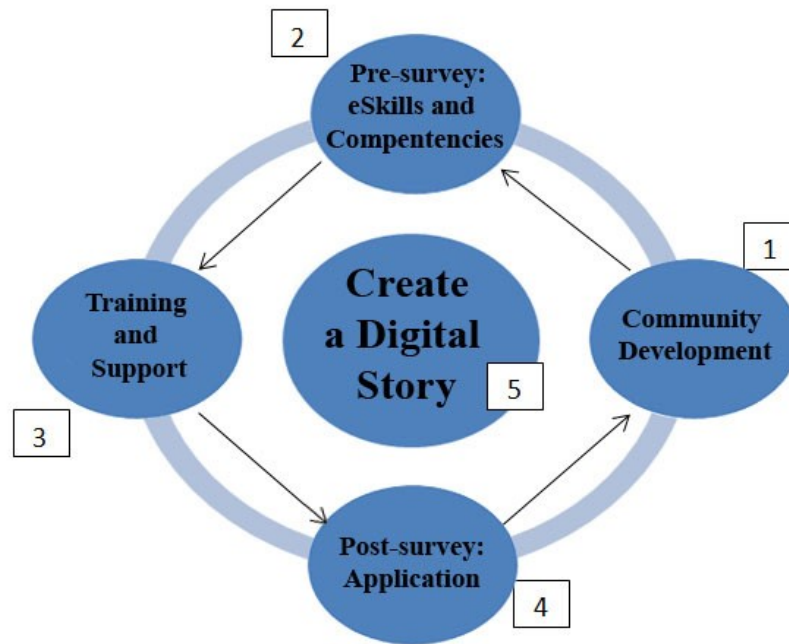 2
Pre-survey:
eSkills and
Compentencies
1
Community
Development
Training
and
Support
3
Create
a Digital
Story
5
Post-survey:
Application
4